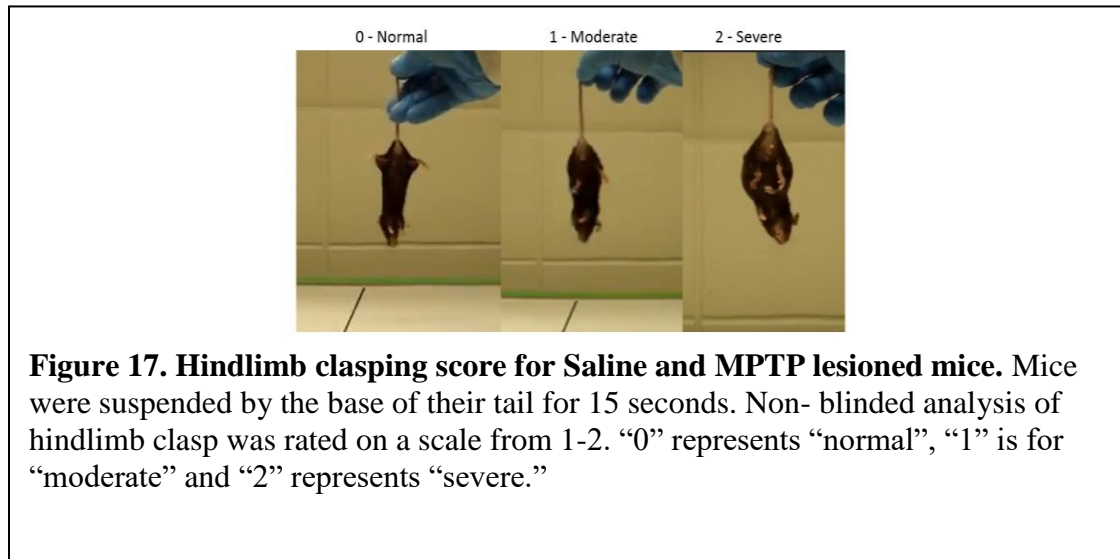 0 - Normal 1 - Moderate 2 - Severe
Figure 17. Hindlimb clasping score for Saline and MPTP lesioned mice. Mice
were suspended by the base of their tail for 15 seconds. Non- blinded analysis of
hindlimb clasp was rated on a scale from 1-2. “0” represents “normal”, “1” is for
“moderate” and “2” represents “severe.”